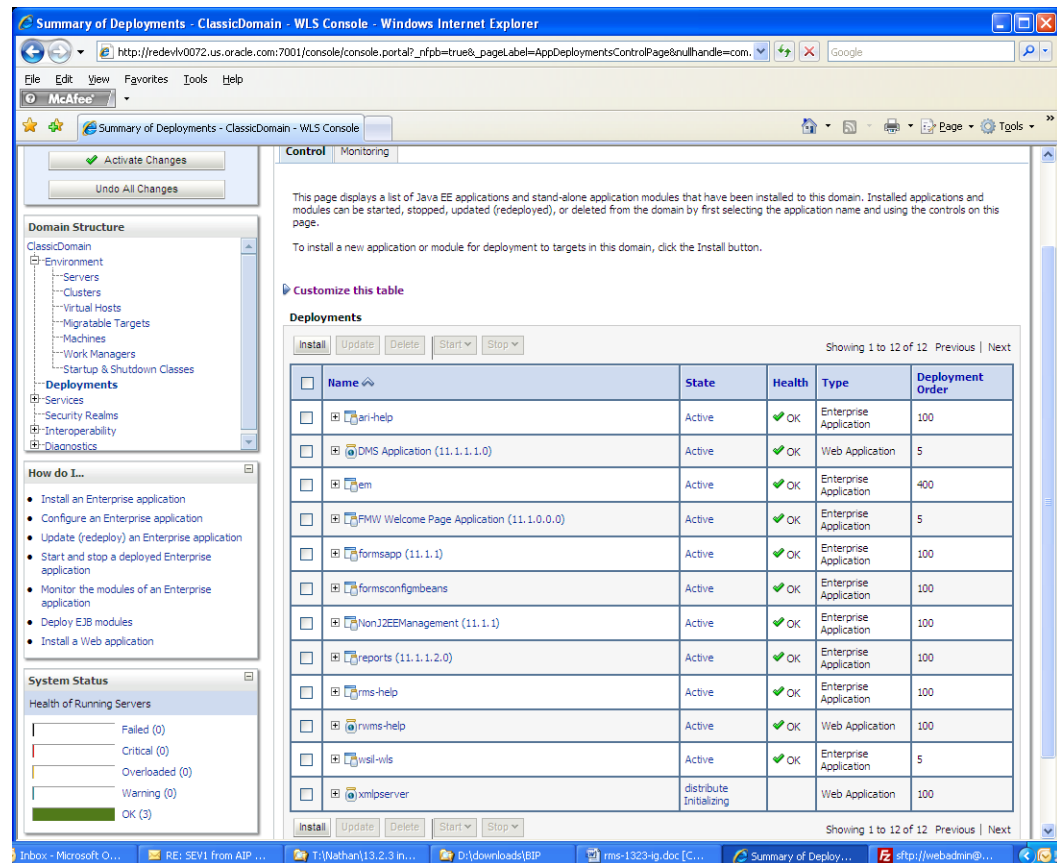 Summary of Deployments - ClassicDomain - WLS Console - Windows Internet Explorer
http://redevlv0072.us.oracle.com:7001/console/console.portal?_nfpb=true&_pageLabel=AppDeploymentsControlPage&nullhandle=com.
Google
File Edit View Favorites Tools Help
McAfee
Summary of Deployments - ClassicDomain - WLS Console
Page Tools
Activate Changes
Undo All Changes
Domain Structure
ClassicDomain
Environment
Servers
Clusters
Virtual Hosts
Migratable Targets
Machines
Work Managers
Startup & Shutdown Classes
Deployments
Services
Security Realms
Interoperability
Diagnostics
How do I...
Install an Enterprise application
Configure an Enterprise application
Update (redeploy) an Enterprise application
Start and stop a deployed Enterprise
application
Monitor the modules of an Enterprise
application
Deploy EJB modules
Install a Web application
System Status
Health of Running Servers
Failed (0)
Critical (0)
Overloaded (0)
Warning (0)
OK (3)
Control Monitoring
This page displays a list of Java EE applications and stand-alone application modules that have been installed to this domain. Installed applications and
modules can be started, stopped, updated (redeployed), or deleted from the domain by first selecting the application name and using the controls on this
page.
To install a new application or module for deployment to targets in this domain, click the Install button.
Customize this table
Deployments
Install Update Delete Start Stop Showing 1 to 12 of 12 Previous | Next
Name State Health Type Deployment
Order
ari-help Active OK Enterprise
Application 100
DMS Application (11.1.1.1.0) Active OK Web Application 5
em Active OK Enterprise
Application 400
FMW Welcome Page Application (11.1.0.0.0) Active OK Enterprise
Application 5
formsapp (11.1.1) Active OK Enterprise
Application 100
formsconfigmbeans Active OK Enterprise
Application 100
NonJ2EEManagement (11.1.1) Active OK Enterprise
Application 100
reports (11.1.1.2.0) Active OK Enterprise
Application 100
rms-help Active OK Enterprise
Application 100
rwms-help Active OK Web Application 100
wsil-wls Active OK Enterprise
Application 5
xmlpserver distribute
Initializing Web Application 100
Install Update Delete Start Stop Showing 1 to 12 of 12 Previous | Next
Inbox - Microsoft O... RE: SEV1 from AIP ... T:\Nathan\13.2.3 in... D:\downloads\BIP rms-1323-ig.doc [C... Summary of Deploy... sftp://webadmin@...